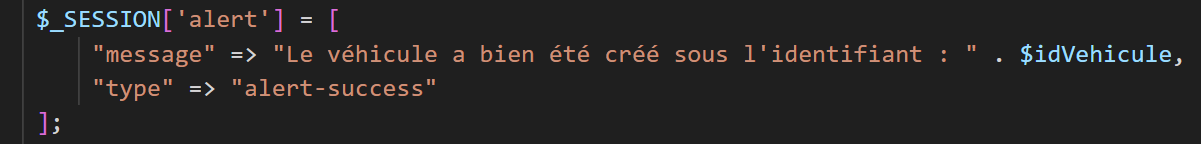 $_SESSION['alert'] = [
"message" => "Le véhicule a bien été créé sous l'identifiant : " . $idVehicule,
"type" => "alert-success"
];